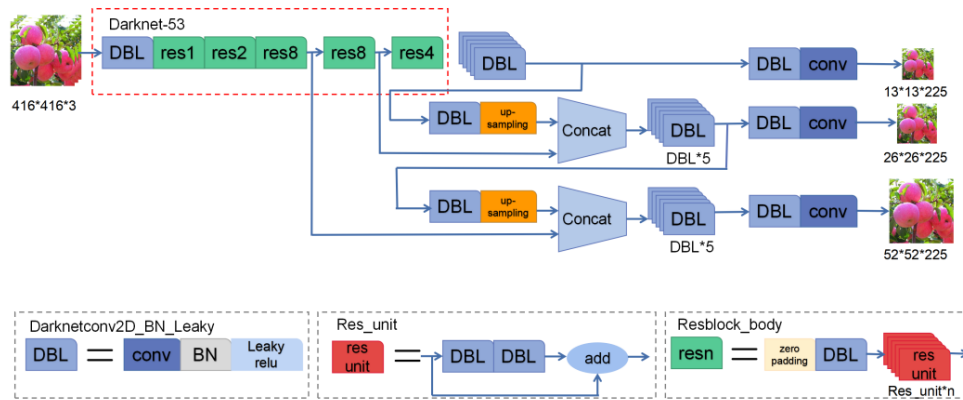 Darknet-53
DBL res1 res2 res8 res8 res4 DBL DBL conv
416*416*3
13*13*225
DBL up-sampling Concat DBL DBL conv
DBL*5
26*26*225
DBL up-sampling Concat DBL DBL conv
DBL*5
52*52*225
Darknetconv2D_BN_Leaky
DBL = conv BN Leaky relu
Res_unit
res unit = DBL DBL add
Resblock_body
resn = zero padding DBL res unit
Res_unit*n